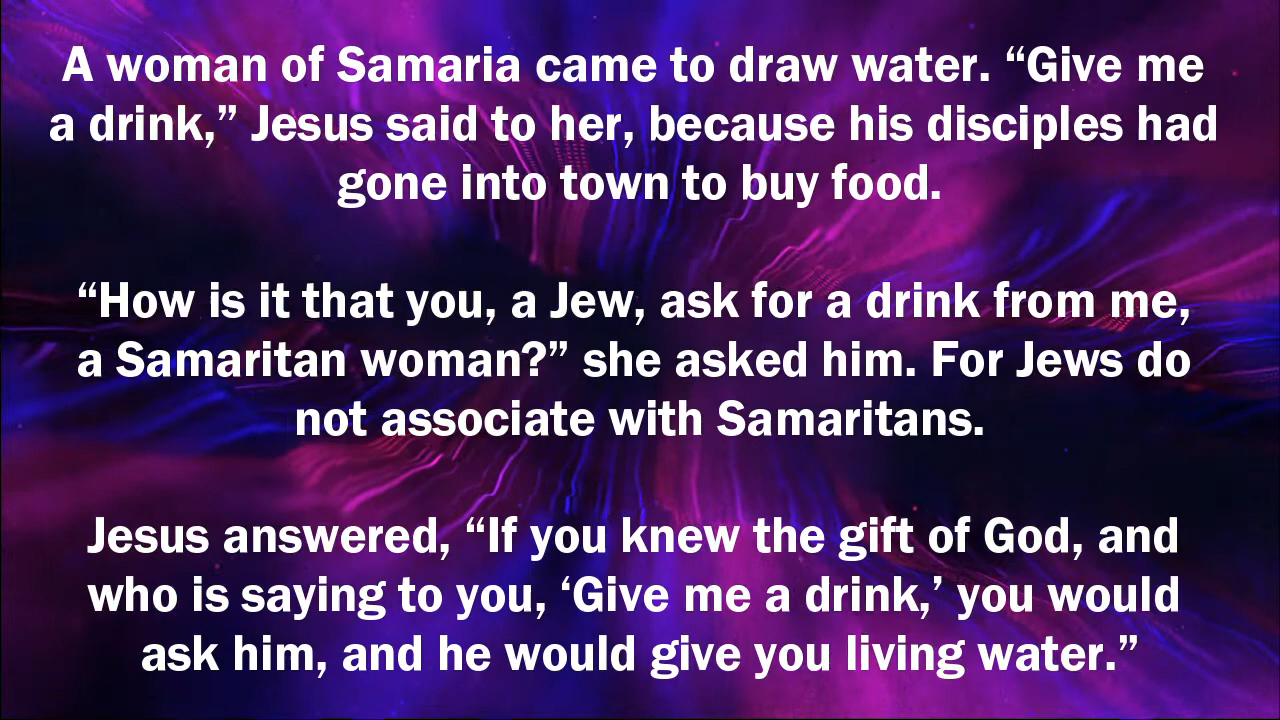 A woman of Samaria came to draw water. “Give me
a drink,” Jesus said to her, because his disciples had
gone into town to buy food.
“How is it that you, a Jew, ask for a drink from me,
a Samaritan woman?” she asked him. For Jews do
not associate with Samaritans.
Jesus answered, “If you knew the gift of God, and
who is saying to you, ‘Give me a drink,’ you would
ask him, and he would give you living water.”